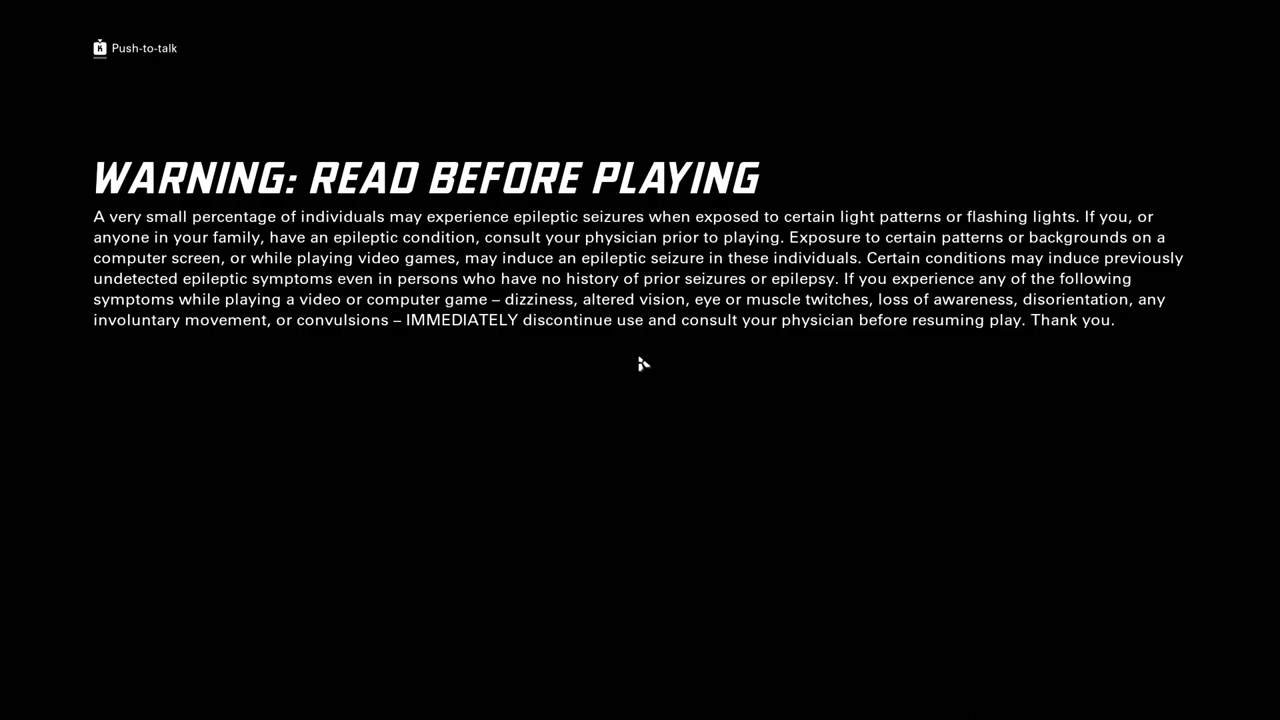 K Push-to-talk
WARNING: READ BEFORE PLAYING
A very small percentage of individuals may experience epileptic seizures when exposed to certain light patterns or flashing lights. If you, or
anyone in your family, have an epileptic condition, consult your physician prior to playing. Exposure to certain patterns or backgrounds on a
computer screen, or while playing video games, may induce an epileptic seizure in these individuals. Certain conditions may induce previously
undetected epileptic symptoms even in persons who have no history of prior seizures or epilepsy. If you experience any of the following
symptoms while playing a video or computer game – dizziness, altered vision, eye or muscle twitches, loss of awareness, disorientation, any
involuntary movement, or convulsions – IMMEDIATELY discontinue use and consult your physician before resuming play. Thank you.